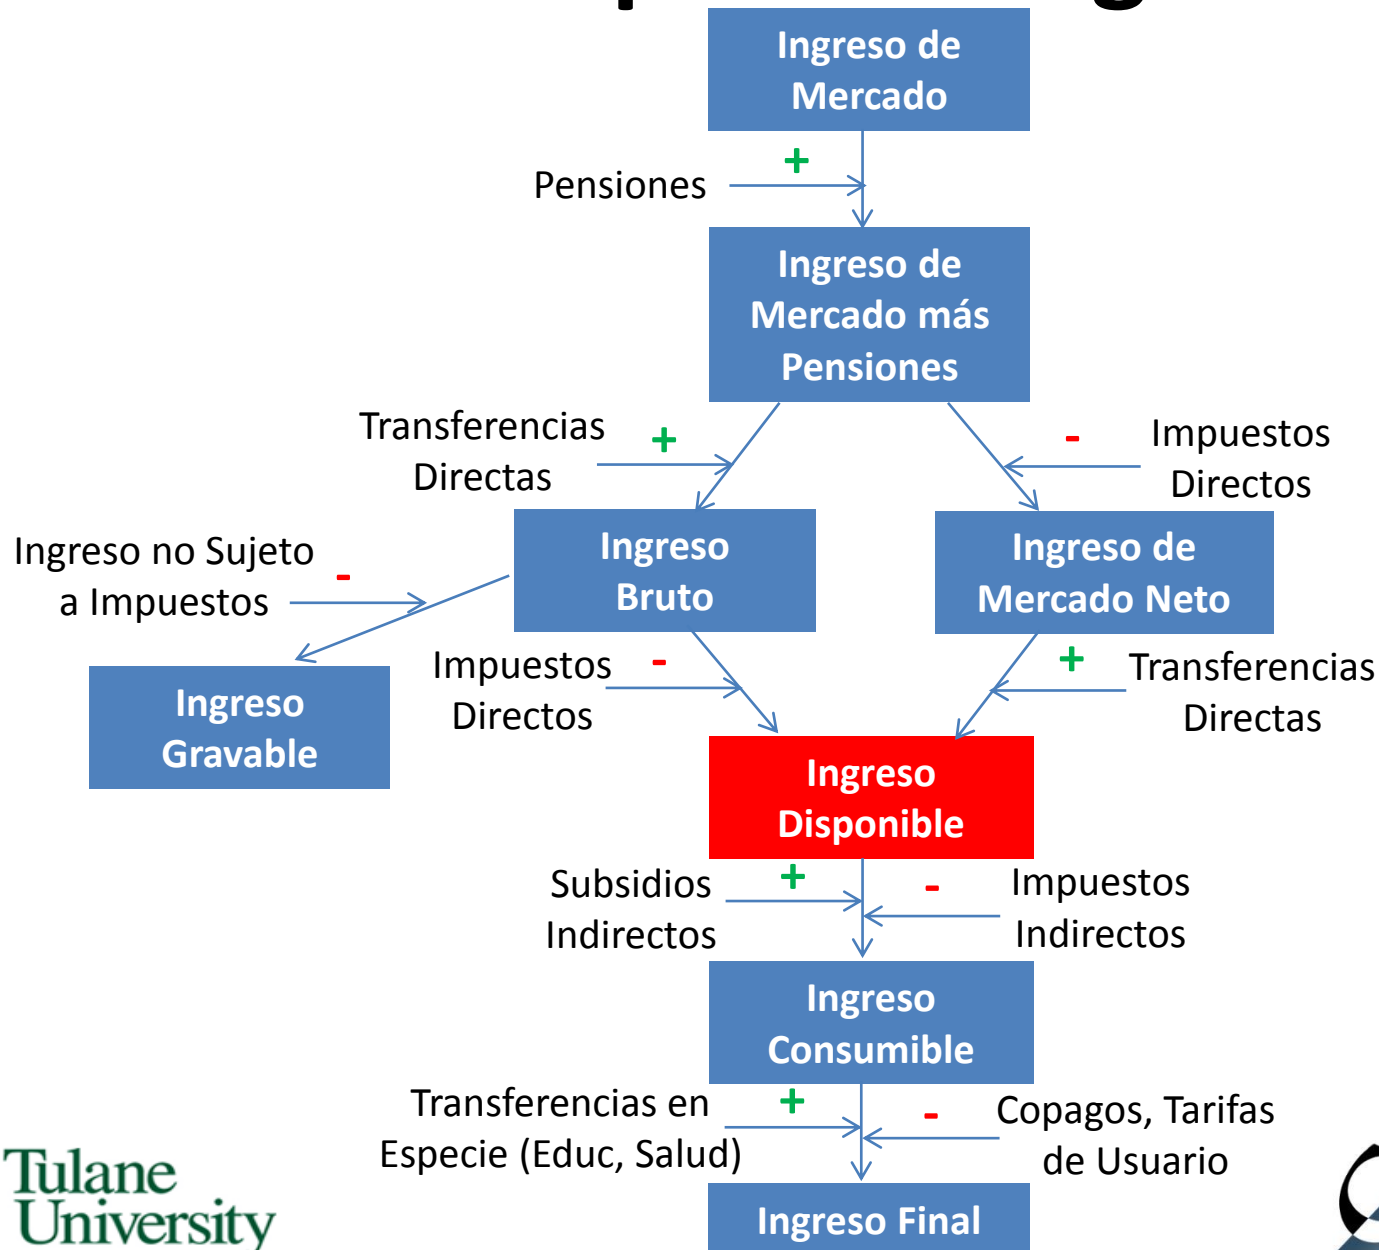 Ingreso de
Mercado
+
Pensiones
Ingreso de
Mercado más
Pensiones
Transferencias
Directas
+
-
Impuestos
Directos
Ingreso no Sujeto
a Impuestos
-
Ingreso
Bruto
Ingreso de
Mercado Neto
Impuestos
Directos
-
+
Transferencias
Directas
Ingreso
Gravable
Ingreso
Disponible
Subsidios
Indirectos
+
-
Impuestos
Indirectos
Ingreso
Consumible
Transferencias en
Especie (Educ, Salud)
+
-
Copagos, Tarifas
de Usuario
Ingreso Final
Tulane
University